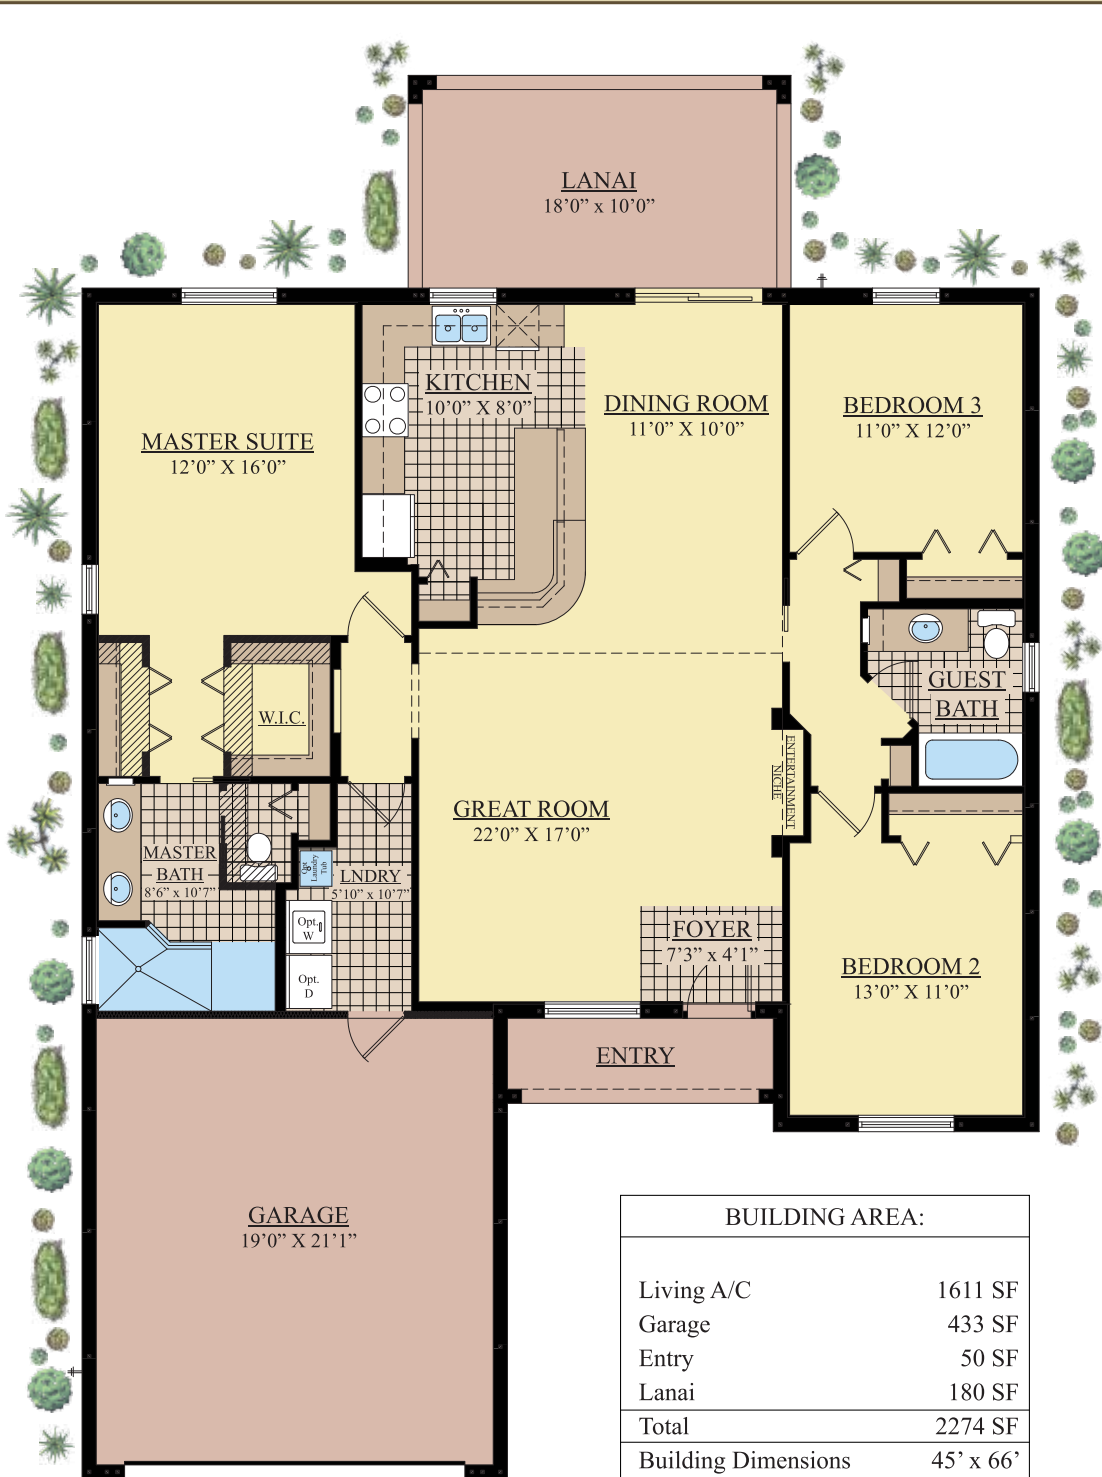 LANAI
18’0” x 10’0”
KITCHEN
10’0” X 8’0”
DINING ROOM
11’0” X 10’0”
BEDROOM 3
11’0” X 12’0”
MASTER SUITE
12’0” X 16’0”
W.I.C.
GUEST
BATH
ENTERTAINMENT
NICHE
GREAT ROOM
22’0” X 17’0”
MASTER
BATH
8’6” x 10’7”
Opt
Laundry
Tub
LNDRY
5’10” x 10’7”
Opt.
W
Opt.
D
FOYER
7’3” x 4’1”
BEDROOM 2
13’0” X 11’0”
ENTRY
GARAGE
19’0” X 21’1”
BUILDING AREA:
Living A/C 1611 SF
Garage 433 SF
Entry 50 SF
Lanai 180 SF
Total 2274 SF
Building Dimensions 45’ x 66’